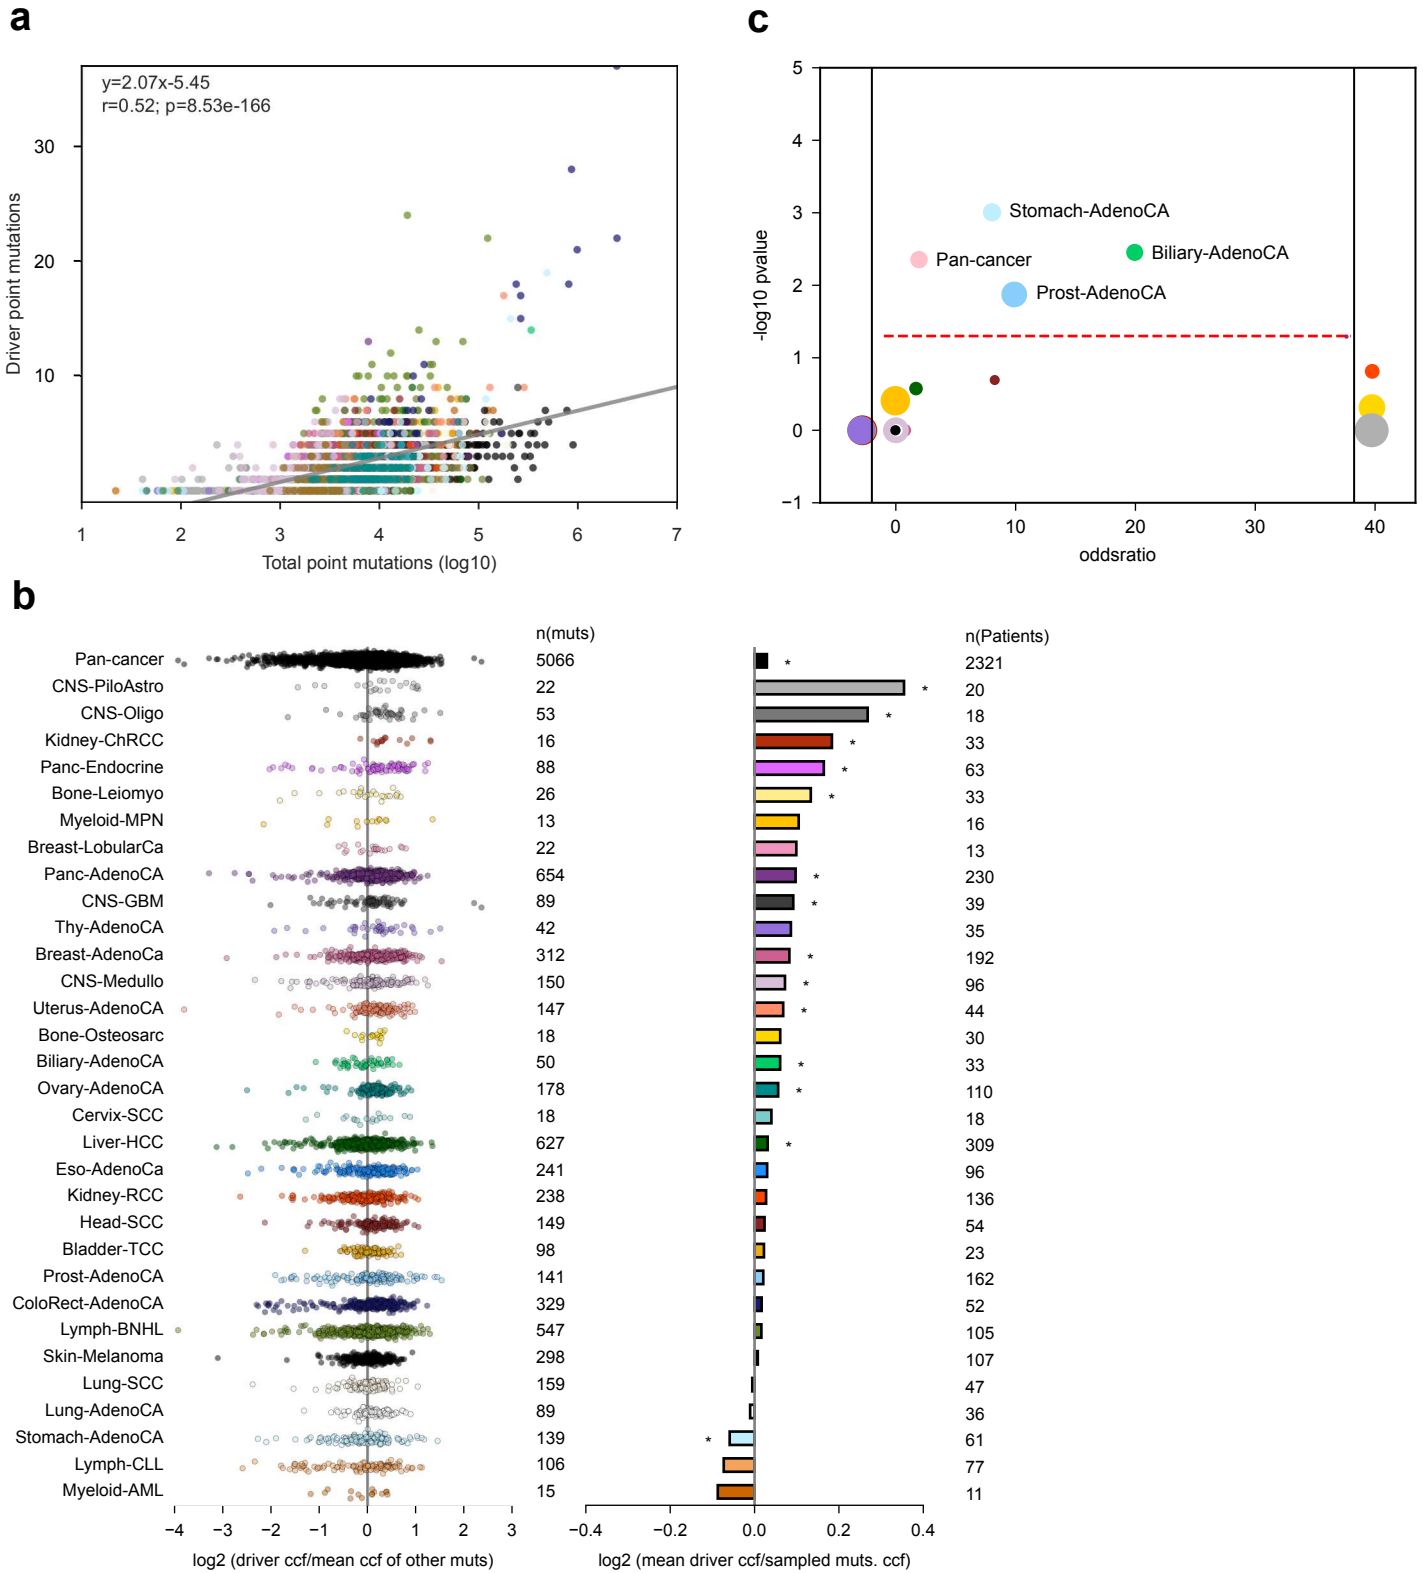 a
y=2.07x-5.45
r=0.52; p=8.53e-166
Driver point mutations
30
20
10
1 2 3 4 5 6 7
Total point mutations (log10)
c
-log10 pvalue
5
4
3
2
1
0
−1
Stomach-AdenoCA
Biliary-AdenoCA
Pan-cancer
Prost-AdenoCA
0 10 20 30 40
oddsratio
b
n(muts) n(Patients)
Pan-cancer 5066 * 2321
CNS-PiloAstro 22 * 20
CNS-Oligo 53 * 18
Kidney-ChRCC 16 * 33
Panc-Endocrine 88 * 63
Bone-Leiomyo 26 * 33
Myeloid-MPN 13 16
Breast-LobularCa 22 13
Panc-AdenoCA 654 * 230
CNS-GBM 89 * 39
Thy-AdenoCA 42 35
Breast-AdenoCa 312 * 192
CNS-Medullo 150 * 96
Uterus-AdenoCA 147 * 44
Bone-Osteosarc 18 30
Biliary-AdenoCA 50 * 33
Ovary-AdenoCA 178 * 110
Cervix-SCC 18 18
Liver-HCC 627 * 309
Eso-AdenoCa 241 96
Kidney-RCC 238 136
Head-SCC 149 54
Bladder-TCC 98 23
Prost-AdenoCA 141 162
ColoRect-AdenoCA 329 52
Lymph-BNHL 547 105
Skin-Melanoma 298 107
Lung-SCC 159 47
Lung-AdenoCA 89 36
Stomach-AdenoCA 139 * 61
Lymph-CLL 106 77
Myeloid-AML 15 11
−4 −3 −2 −1 0 1 2 3
log2 (driver ccf/mean ccf of other muts)
−0.4 −0.2 0.0 0.2 0.4
log2 (mean driver ccf/sampled muts. ccf)